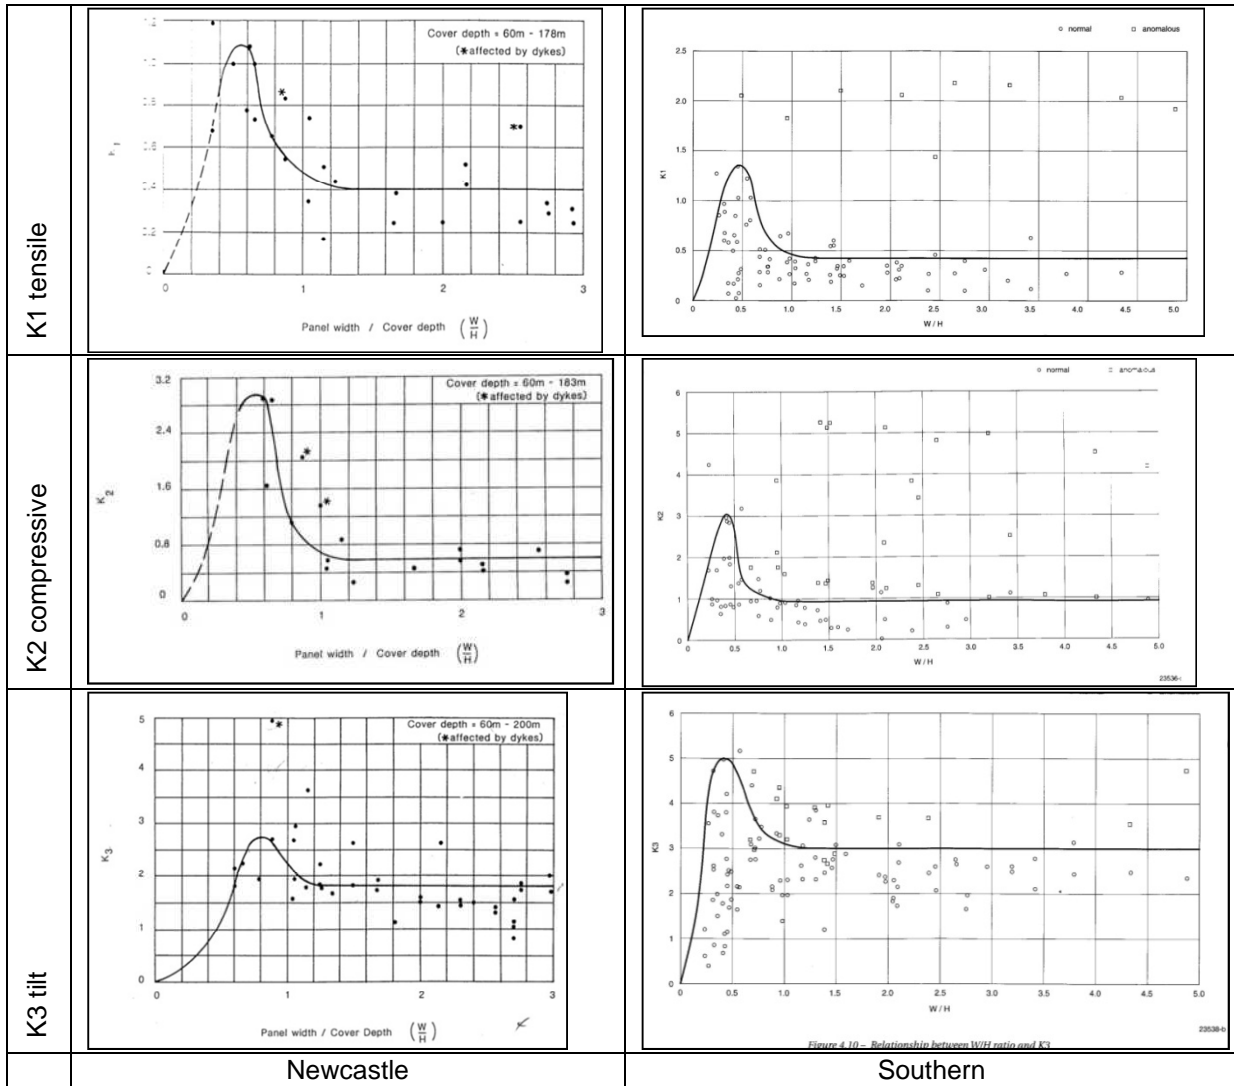 K1 tensile
1.2
1.0
0.4
0.2
0
1
2
3
Cover depth = 60m - 178m
(*affected by dykes)
Panel width / Cover depth (W/H)
○ normal □ anomalous
2.5
2.0
1.5
1.0
0.5
0
K1
0 0.5 1.0 1.5 2.0 2.5 3.0 3.5 4.0 4.5 5.0
W / H
K2 compressive
3.2
2.4
1.6
0.8
0
K2
0 1 2 3
Cover depth = 60m - 183m
(*affected by dykes)
Panel width / Cover depth (W/H)
○ normal □ anomalous
6
5
4
3
2
1
0
K2
0 0.5 1.0 1.5 2.0 2.5 3.0 3.5 4.0 4.5 5.0
W / H
K3 tilt
5
4
3
2
1
0
K3
0 1 2 3
Cover depth = 60m - 200m
(*affected by dykes)
Panel width / Cover Depth (W/H)
6
5
4
3
2
1
0
K3
0 0.5 1.0 1.5 2.0 2.5 3.0 3.5 4.0 4.5 5.0
W / H
23538-b
Figure 4.10 – Relationship between W/H ratio and K3
Newcastle
Southern